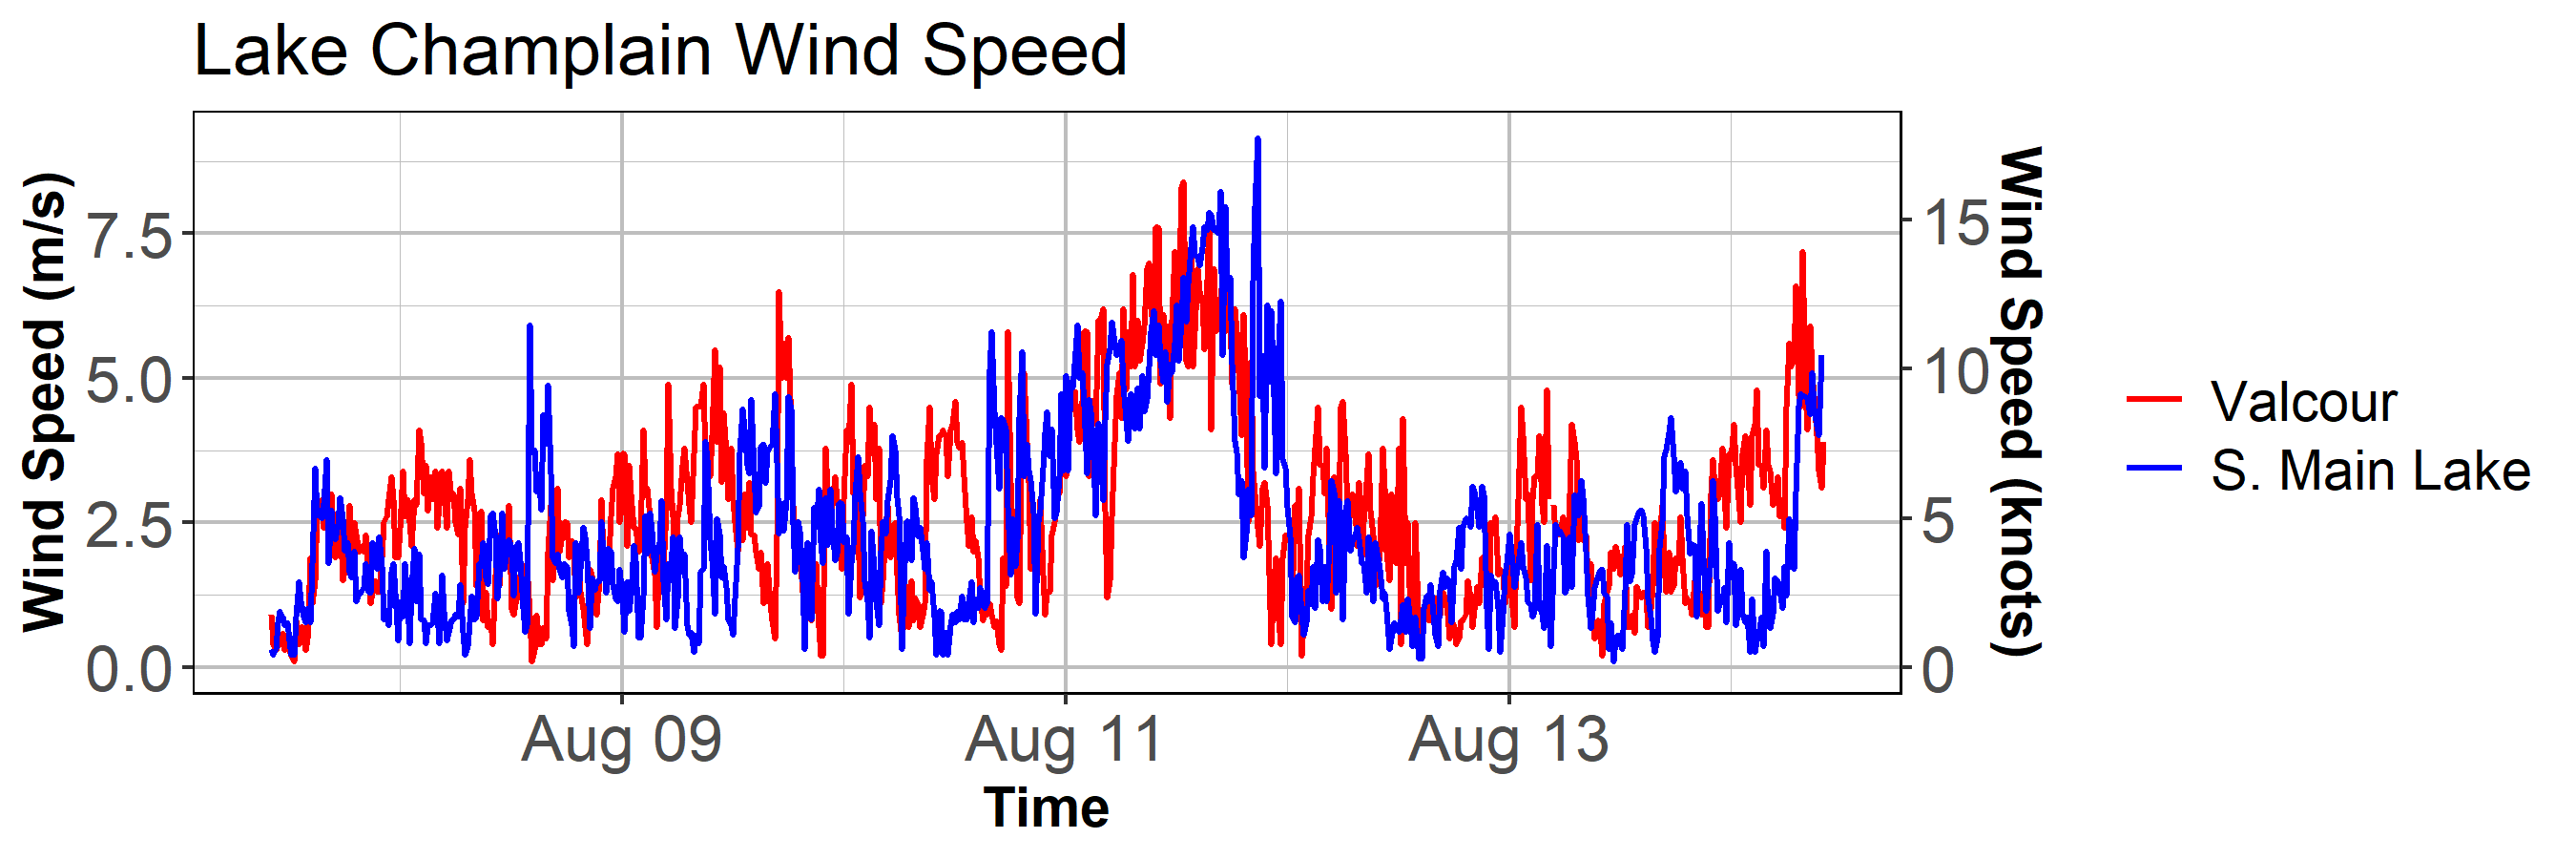 Lake Champlain Wind Speed
Wind Speed (m/s)
7.5
5.0
2.5
0.0
15
10
5
0
Wind Speed (knots)
Valcour
S. Main Lake
Aug 09 Aug 11 Aug 13
Time